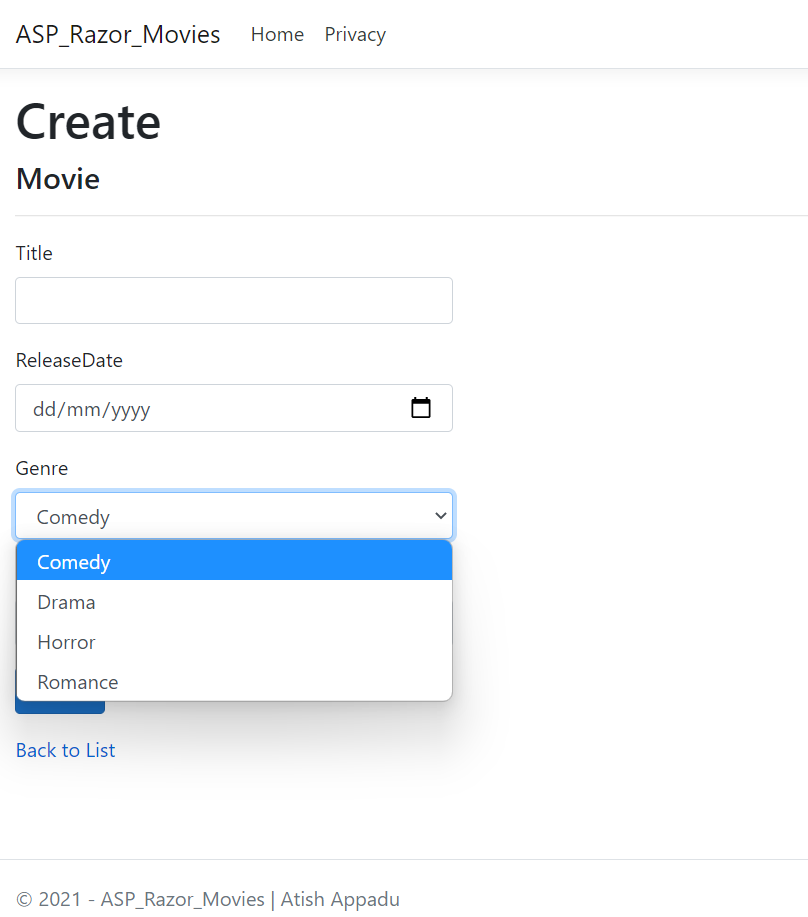 ASP_Razor_Movies Home Privacy
Create
Movie
Title
ReleaseDate
dd/mm/yyyy
Genre
Comedy
Comedy
Drama
Horror
Romance
Back to List
© 2021 - ASP_Razor_Movies | Atish Appadu